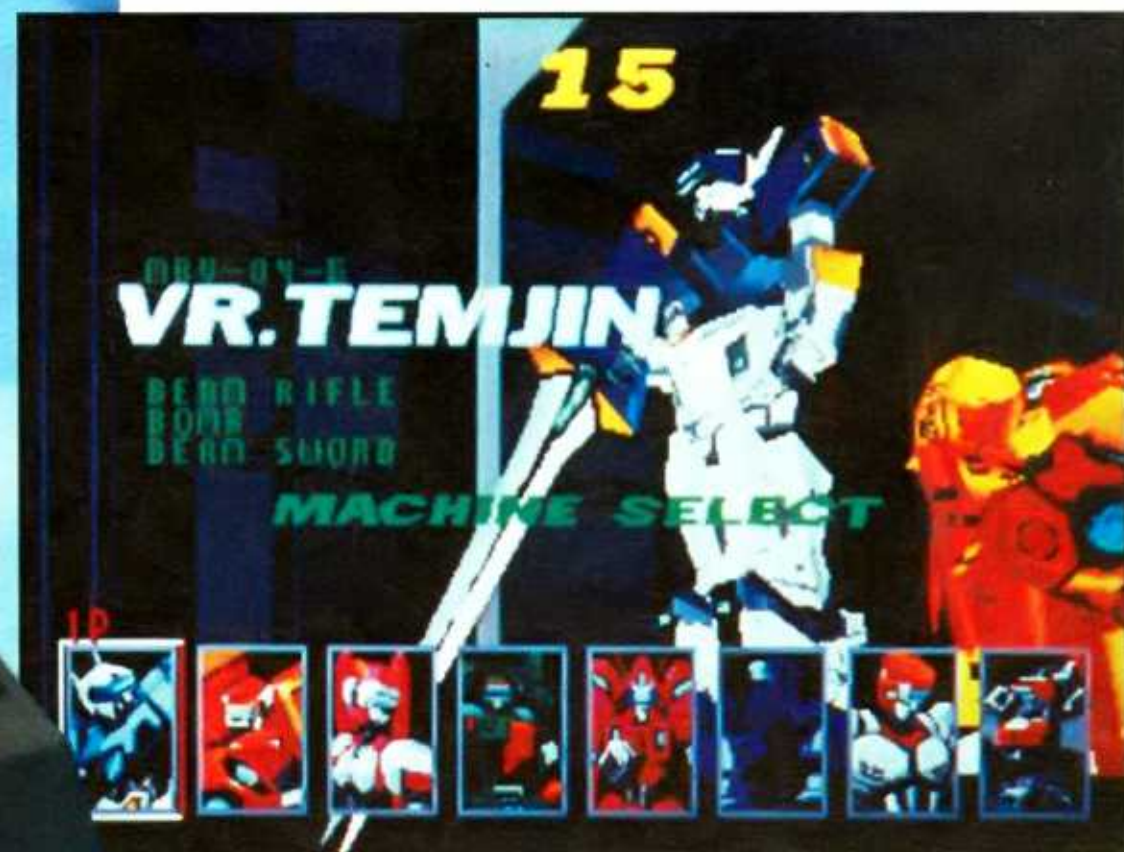 15
VR.TEMJIN
BEAM RIFLE
BOMB
BEAM SWORD
MACHINE SELECT
1P